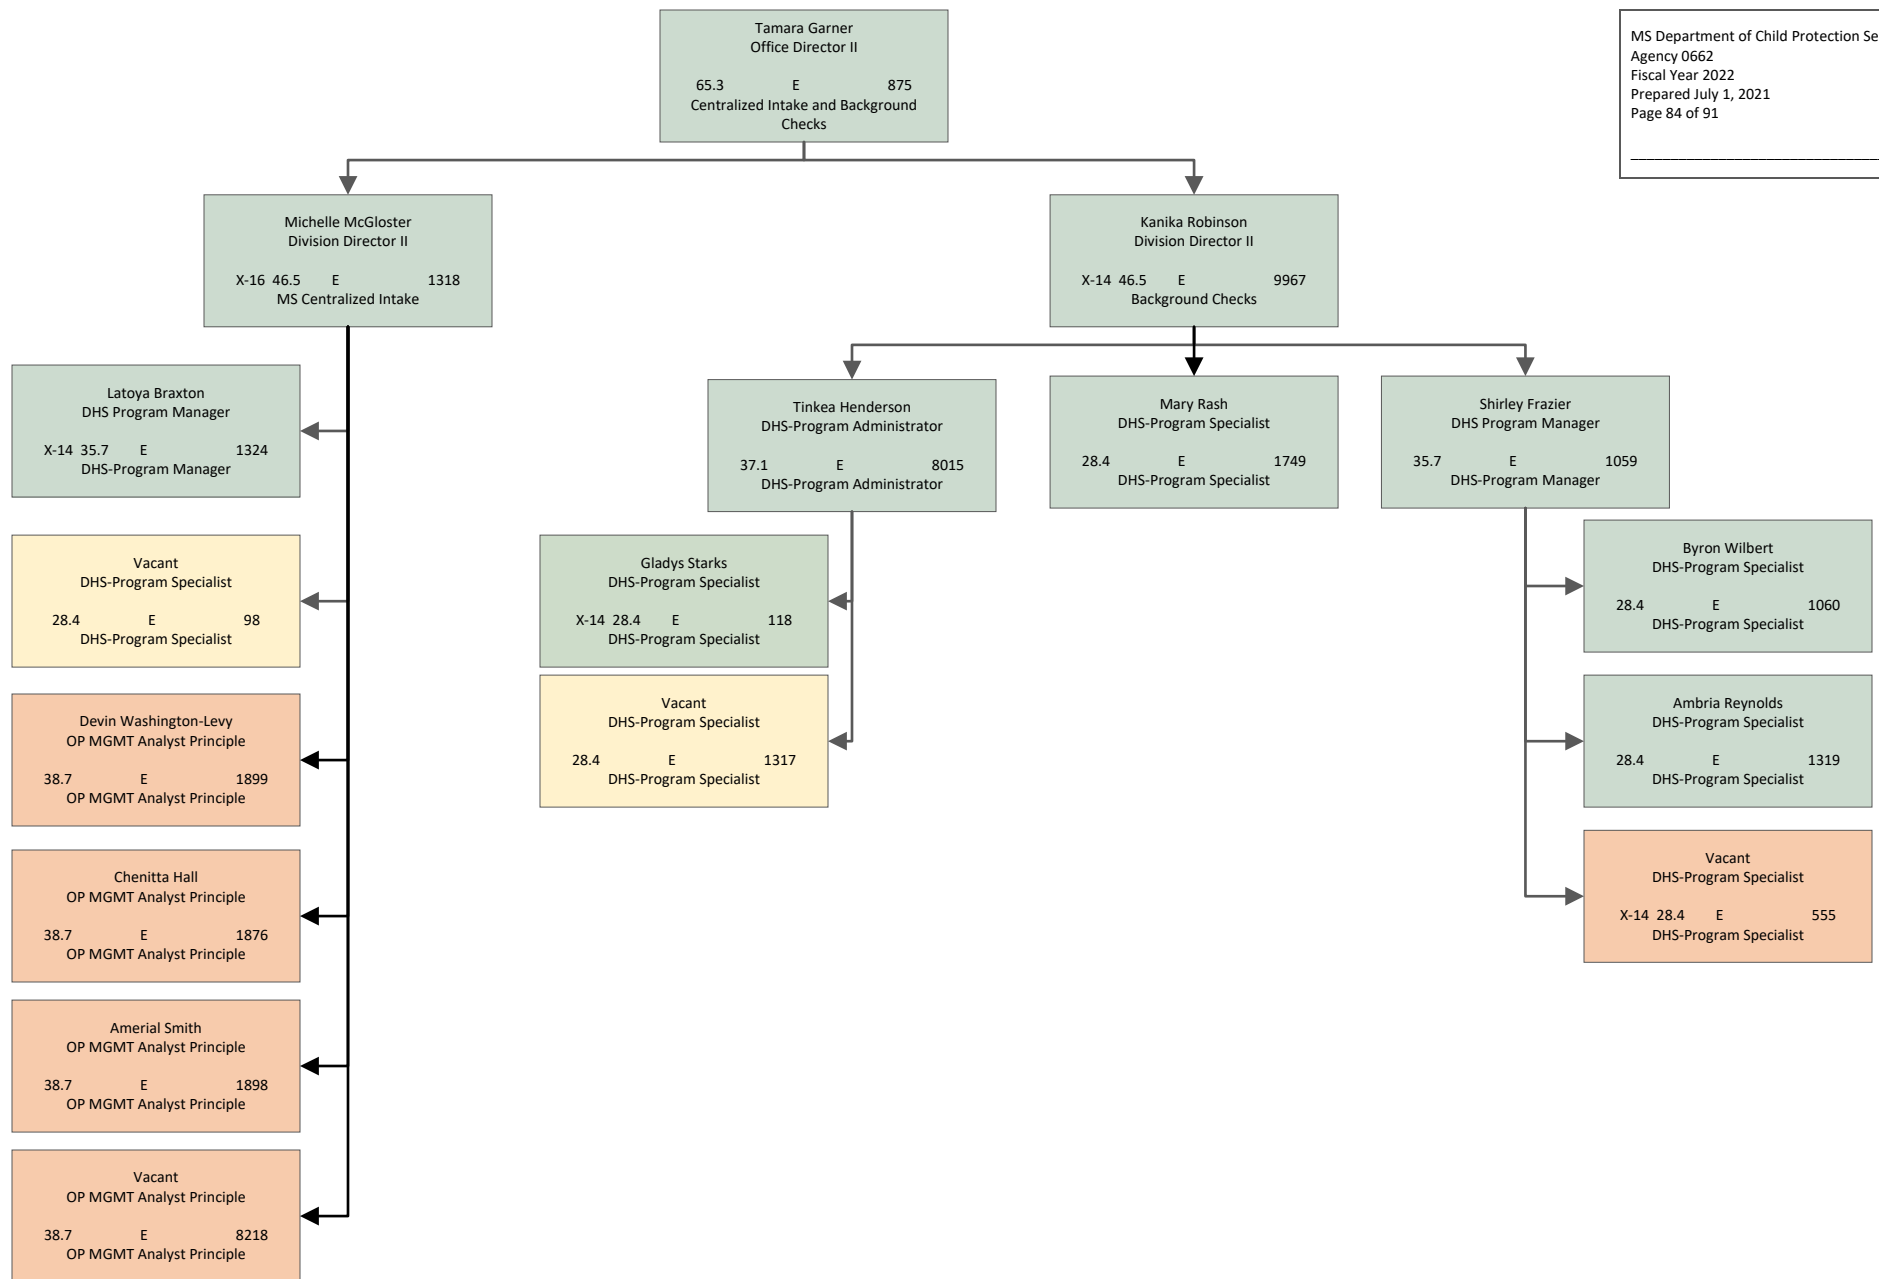 Tamara Garner
Office Director II
65.3 E 875
Centralized Intake and Background
Checks
MS Department of Child Protection Se
Agency 0662
Fiscal Year 2022
Prepared July 1, 2021
Page 84 of 91
Michelle McGloster
Division Director II
X-16 46.5 E 1318
MS Centralized Intake
Kanika Robinson
Division Director II
X-14 46.5 E 9967
Background Checks
Latoya Braxton
DHS Program Manager
X-14 35.7 E 1324
DHS-Program Manager
Vacant
DHS-Program Specialist
28.4 E 98
DHS-Program Specialist
Devin Washington-Levy
OP MGMT Analyst Principle
38.7 E 1899
OP MGMT Analyst Principle
Chenitta Hall
OP MGMT Analyst Principle
38.7 E 1876
OP MGMT Analyst Principle
Amerial Smith
OP MGMT Analyst Principle
38.7 E 1898
OP MGMT Analyst Principle
Vacant
OP MGMT Analyst Principle
38.7 E 8218
OP MGMT Analyst Principle
Tinkea Henderson
DHS-Program Administrator
37.1 E 8015
DHS-Program Administrator
Gladys Starks
DHS-Program Specialist
X-14 28.4 E 118
DHS-Program Specialist
Vacant
DHS-Program Specialist
28.4 E 1317
DHS-Program Specialist
Mary Rash
DHS-Program Specialist
28.4 E 1749
DHS-Program Specialist
Shirley Frazier
DHS Program Manager
35.7 E 1059
DHS-Program Manager
Byron Wilbert
DHS-Program Specialist
28.4 E 1060
DHS-Program Specialist
Ambria Reynolds
DHS-Program Specialist
28.4 E 1319
DHS-Program Specialist
Vacant
DHS-Program Specialist
X-14 28.4 E 555
DHS-Program Specialist